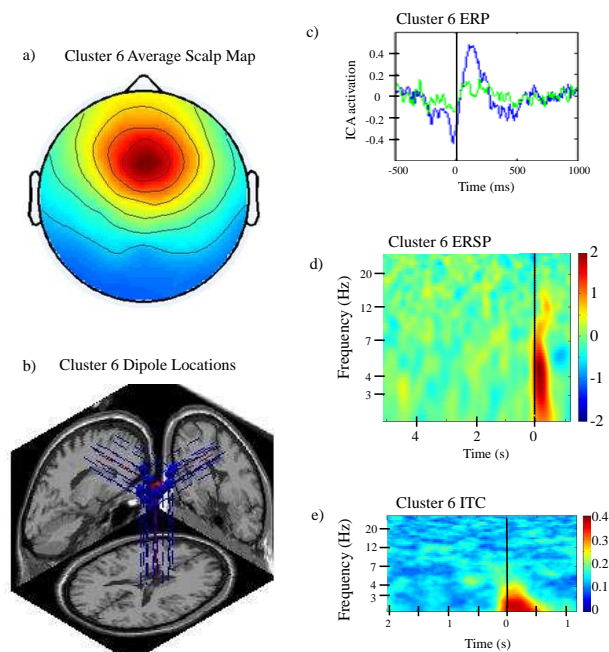 a)
Cluster 6 Average Scalp Map
b)
Cluster 6 Dipole Locations
c)
Cluster 6 ERP
ICA activation
0.4
0.2
0
-0.2
-0.4
-500
0
500
1000
Time (ms)
d)
Cluster 6 ERSP
Frequency (Hz)
20
12
7
4
3
4
2
0
Time (s)
2
1
0
-1
-2
e)
Cluster 6 ITC
Frequency (Hz)
20
12
7
4
3
2
1
0
1
Time (s)
0.4
0.3
0.2
0.1
0